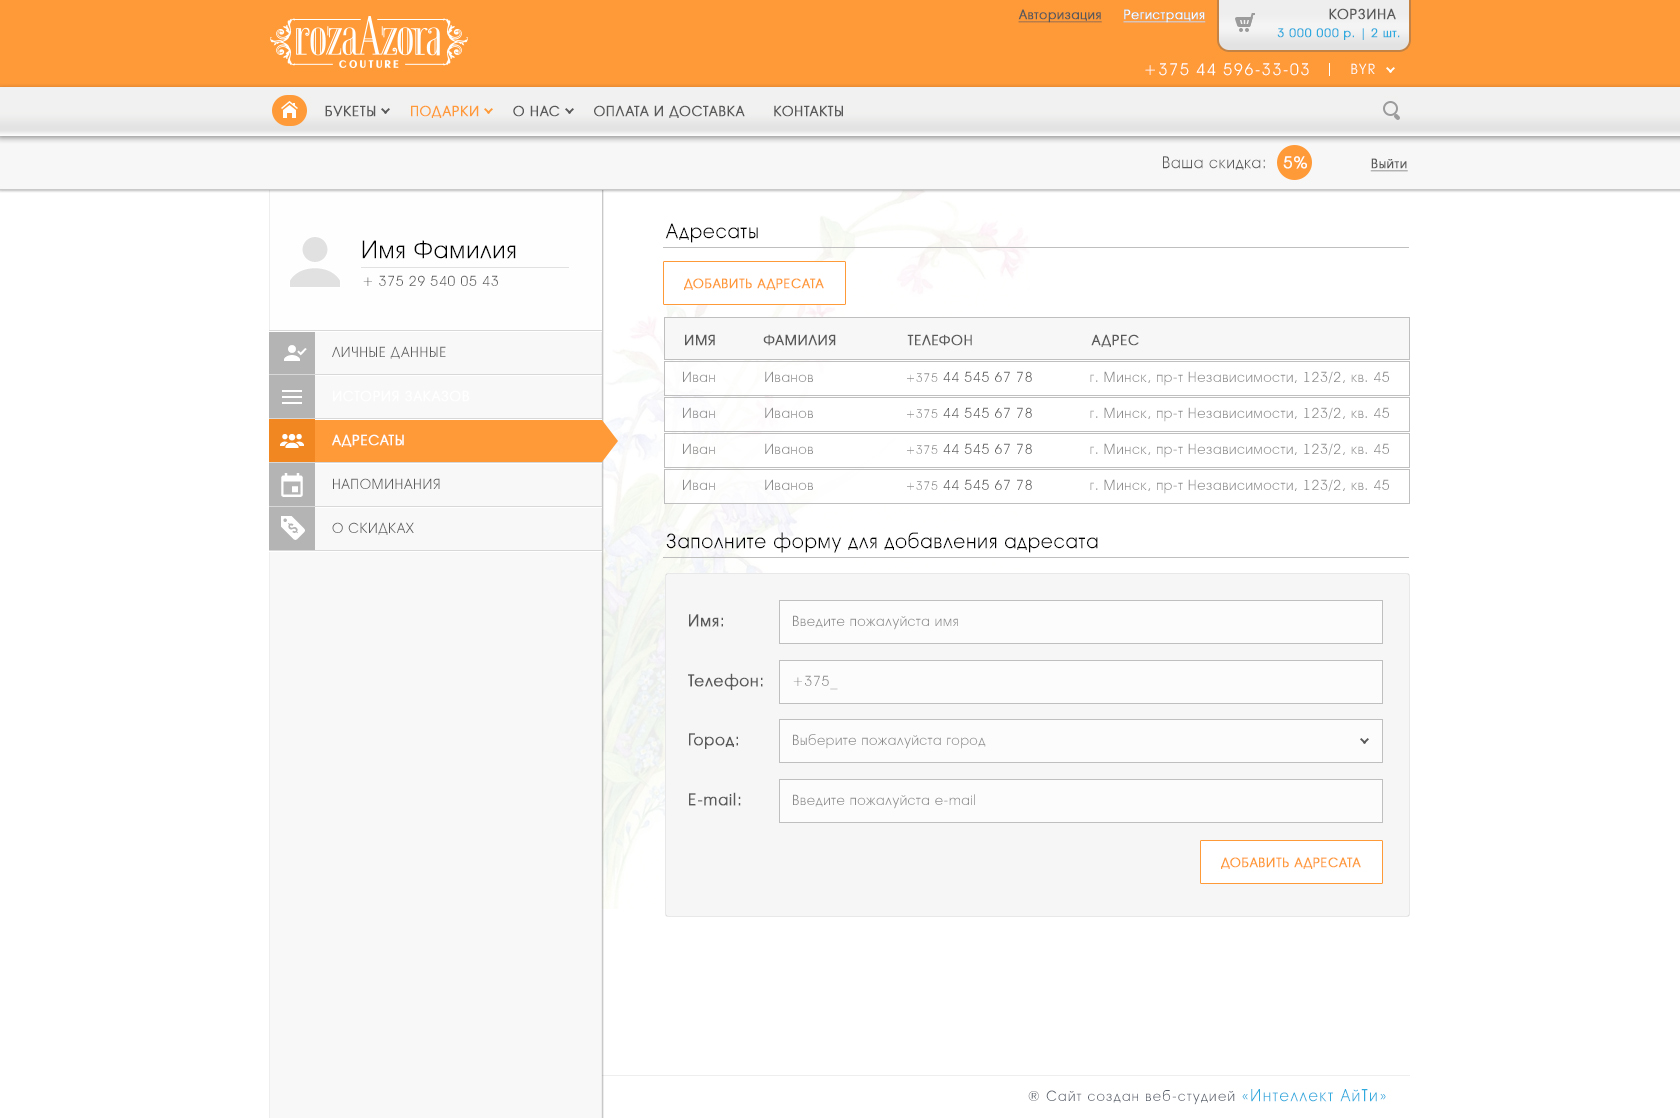 rozaAzora
COUTURE
Авторизация
Регистрация
КОРЗИНА
3 000 000 р. | 2 шт.
+375 44 596-33-03 | BYR
БУКЕТЫ
ПОДАРКИ
О НАС
ОПЛАТА И ДОСТАВКА
КОНТАКТЫ
Ваша скидка: 5%
Выйти
Имя Фамилия
+ 375 29 540 05 43
ЛИЧНЫЕ ДАННЫЕ
ИСТОРИЯ ЗАКАЗОВ
АДРЕСАТЫ
НАПОМИНАНИЯ
О СКИДКАХ
Адресаты
ДОБАВИТЬ АДРЕСАТА
ИМЯ ФАМИЛИЯ ТЕЛЕФОН АДРЕС
Иван Иванов +375 44 545 67 78 г. Минск, пр-т Независимости, 123/2, кв. 45
Иван Иванов +375 44 545 67 78 г. Минск, пр-т Независимости, 123/2, кв. 45
Иван Иванов +375 44 545 67 78 г. Минск, пр-т Независимости, 123/2, кв. 45
Иван Иванов +375 44 545 67 78 г. Минск, пр-т Независимости, 123/2, кв. 45
Заполните форму для добавления адресата
Имя: Введите пожалуйста имя
Телефон: +375_
Город: Выберите пожалуйста город
E-mail: Введите пожалуйста e-mail
ДОБАВИТЬ АДРЕСАТА
® Сайт создан веб-студией «Интеллект АйТи»